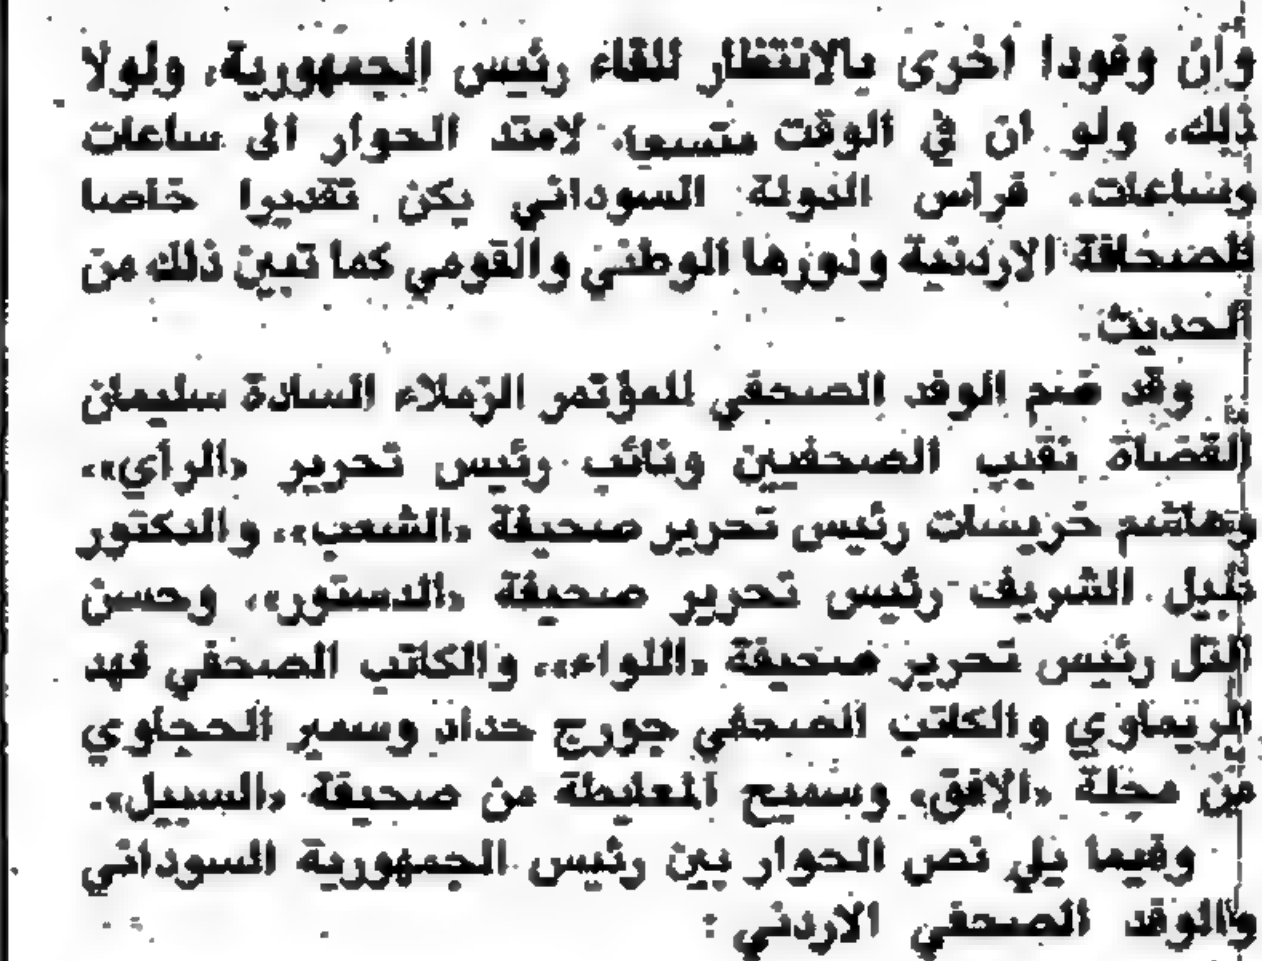 وان وفودا اخرى بالانتظار للقاء رئيس الجمهورية، ولولا
ذلك، ولو ان في الوقت متسعا، لامتد الحوار الى ساعات
وساعات، فراس الدولة السوداني يكن تقديرا خاصا
للصحافة الاردنية ودورها الوطني والقومي كما تبين ذلك من
الحديث.
وقد ضم الوفد الصحفي للمؤتمر الزملاء السادة سليمان
القضاة نقيب الصحفيين ونائب رئيس تحرير «الراي»،
وهاشم خريسات رئيس تحرير صحيفة «الشعب»، والدكتور
نبيل الشريف رئيس تحرير صحيفة «الدستور»، وحسن
التل رئيس تحرير صحيفة «اللواء»، والكاتب الصحفي فهد
الريماوي والكاتب الصحفي جورج حداد وسمير الحجاوي
من مجلة «الافق» وسميح المعايطة من صحيفة «السبيل».
وفيما يلي نص الحوار بين رئيس الجمهورية السوداني
والوفد الصحفي الاردني :